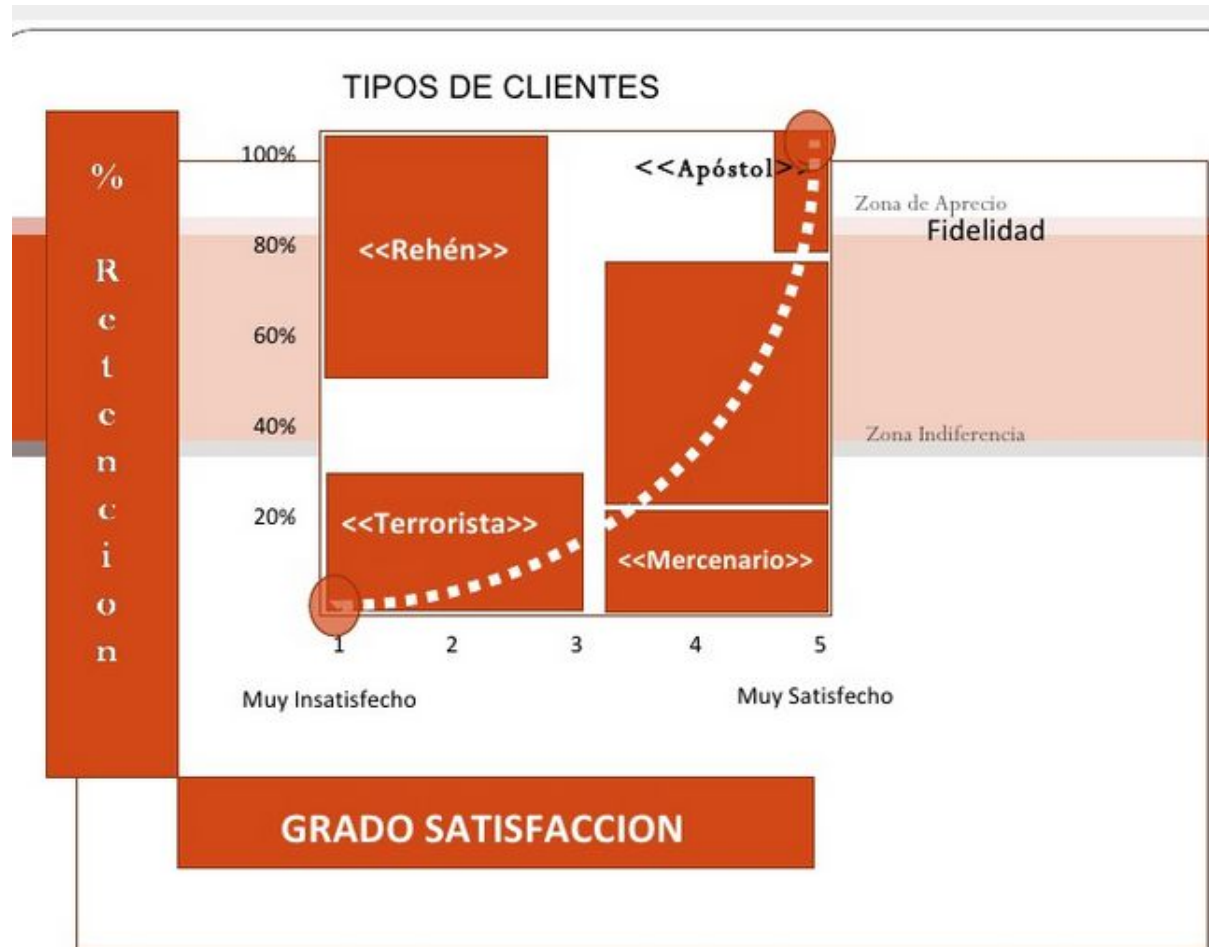 TIPOS DE CLIENTES
%
R
e
t
e
n
c
i
o
n
100%
80%
60%
40%
20%
<<Rehén>>
<<Apóstol>>
<<Terrorista>>
<<Mercenario>>
Zona de Aprecio
Fidelidad
Zona Indiferencia
1
2
3
4
5
Muy Insatisfecho
Muy Satisfecho
GRADO SATISFACCION